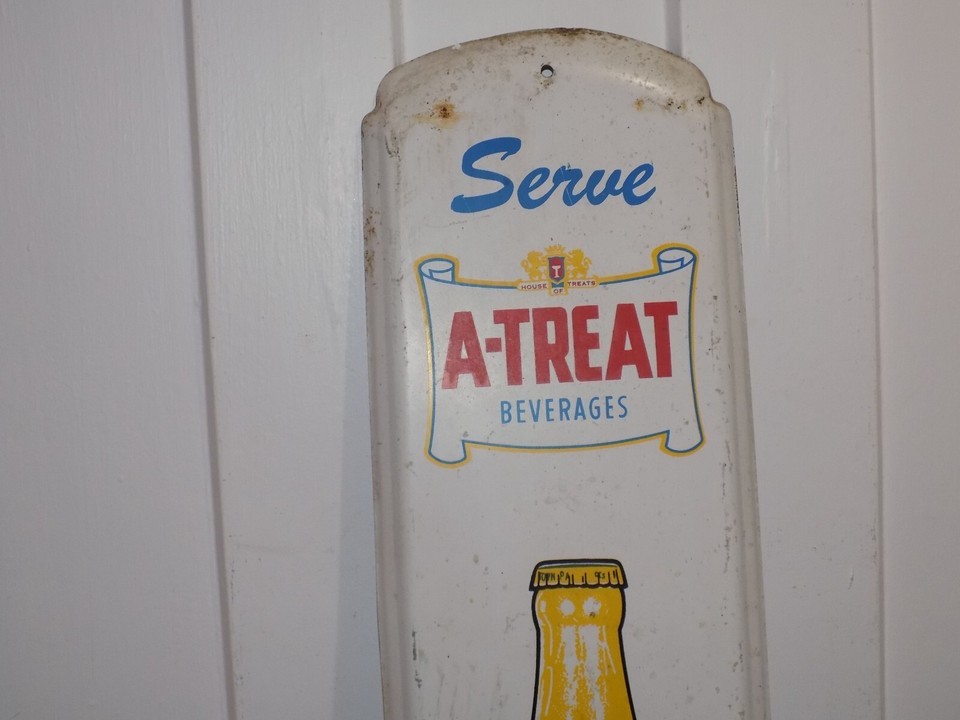 Serve
T
HOUSE OF TREATS
A-TREAT
BEVERAGES